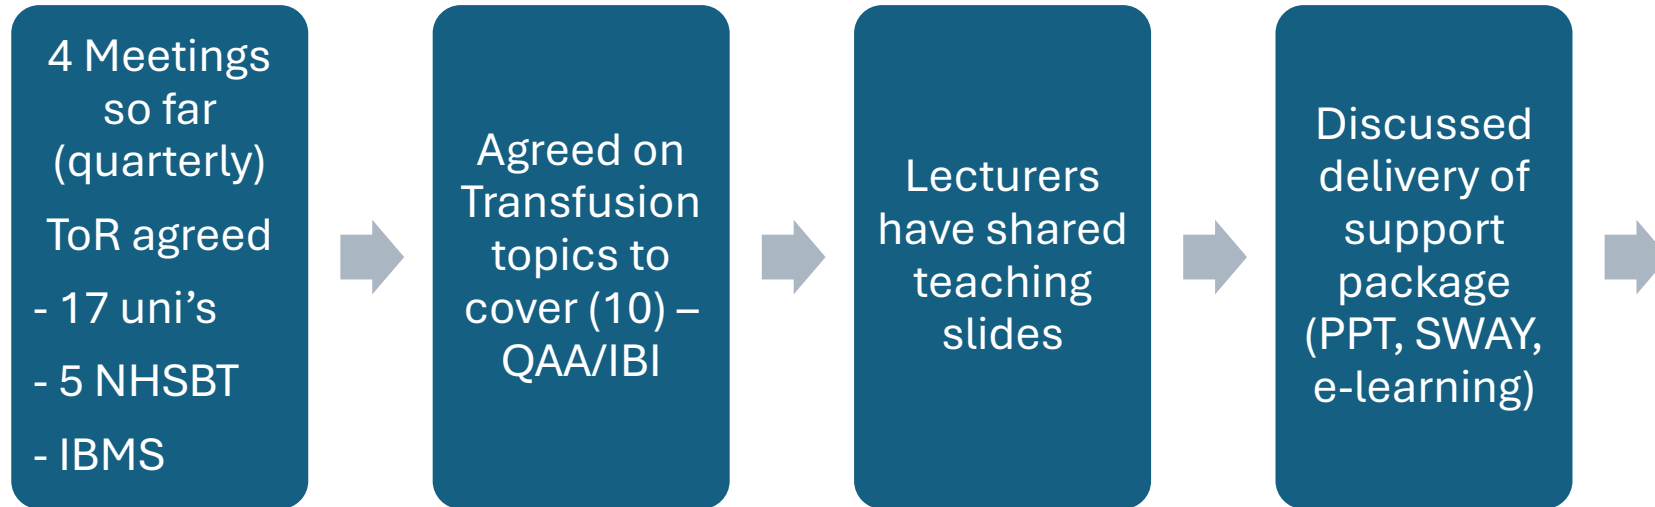 4 Meetings
so far
(quarterly)
ToR agreed
- 17 uni’s
- 5 NHSBT
- IBMS
Agreed on
Transfusion
topics to
cover (10) –
QAA/IBI
Lecturers
have shared
teaching
slides
Discussed
delivery of
support
package
(PPT, SWAY,
e-learning)